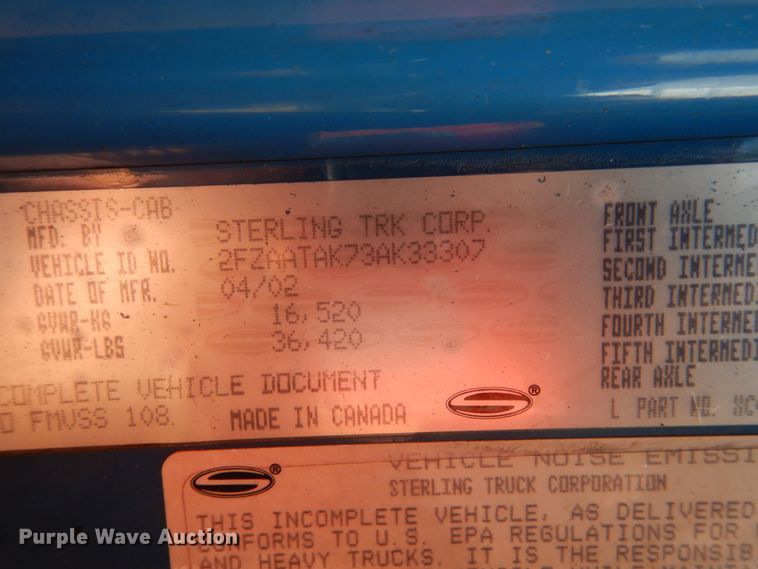 CHASSIS-CAB
MFD. BY STERLING TRK CORP.
VEHICLE ID NO. 2FZAATAK73AK33307
DATE OF MFR. 04/02
GVWR-KG 16,520
GVWR-LBS 36,420
COMPLETE VEHICLE DOCUMENT
FMVSS 108. MADE IN CANADA
®
FRONT AXLE
FIRST INTERMED
SECOND INTERME
THIRD INTERMEDI
FOURTH INTERMED
FIFTH INTERMEDI
REAR AXLE
L PART NO. XC
®
VEHICLE NOISE EMISSI
STERLING TRUCK CORPORATION
THIS INCOMPLETE VEHICLE, AS DELIVERED
CONFORMS TO U.S. EPA REGULATIONS FOR
AND HEAVY TRUCKS. IT IS THE RESPONSIB
Purple Wave Auction